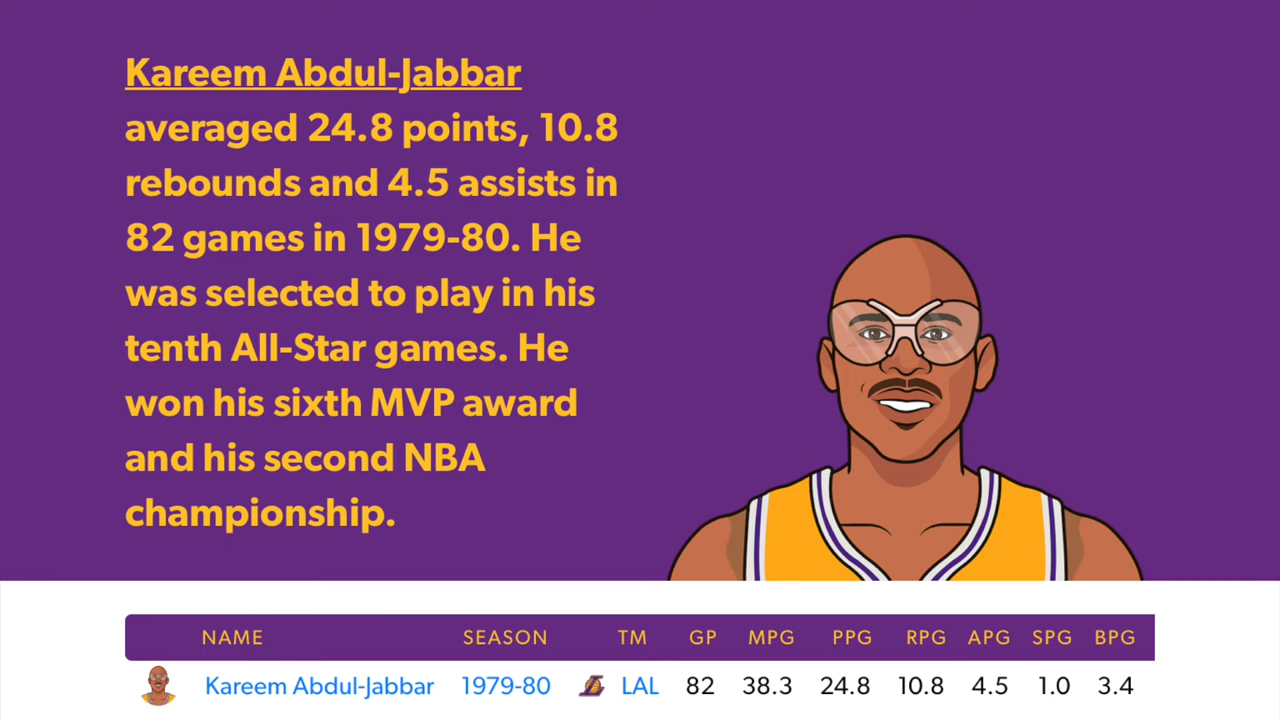 Kareem Abdul-Jabbar
averaged 24.8 points, 10.8
rebounds and 4.5 assists in
82 games in 1979-80. He
was selected to play in his
tenth All-Star games. He
won his sixth MVP award
and his second NBA
championship.
NAME SEASON TM GP MPG PPG RPG APG SPG BPG
Kareem Abdul-Jabbar 1979-80 LAL 82 38.3 24.8 10.8 4.5 1.0 3.4